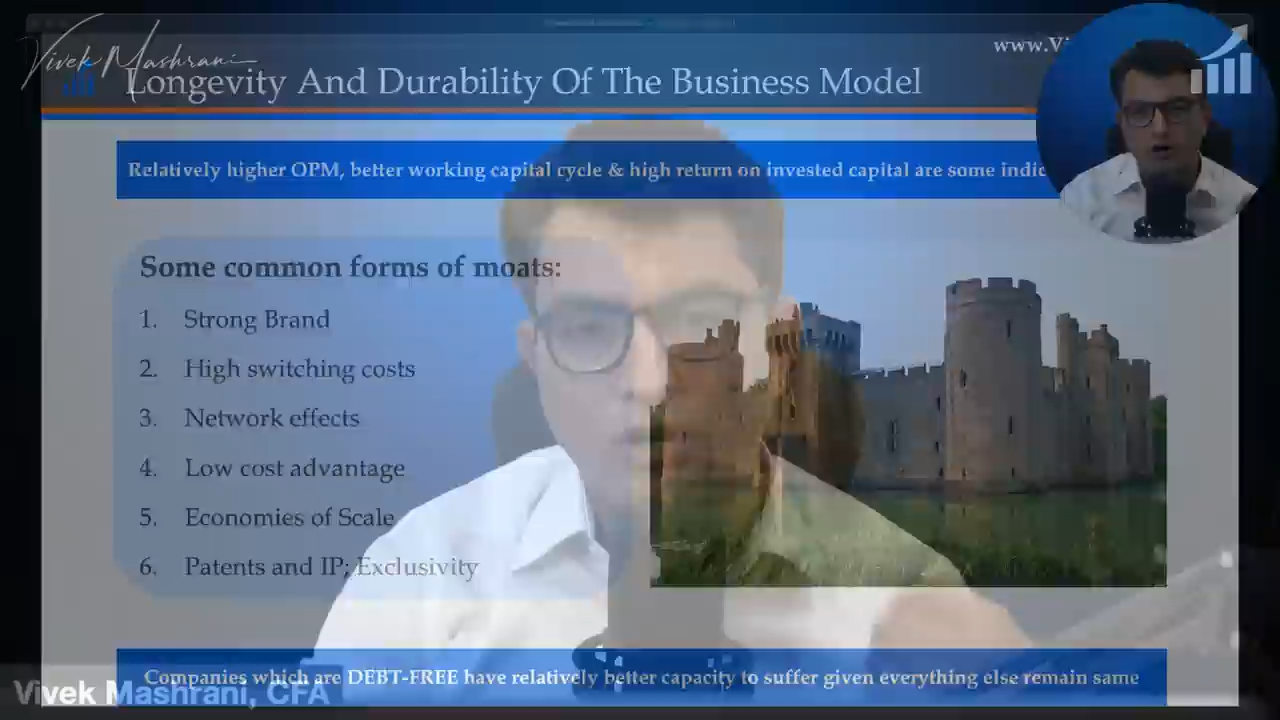 Vivek Mashrani
www.Vi
Longevity And Durability Of The Business Model
Relatively higher OPM, better working capital cycle & high return on invested capital are some indic
Some common forms of moats:
1. Strong Brand
2. High switching costs
3. Network effects
4. Low cost advantage
5. Economies of Scale
6. Patents and IP; Exclusivity
Companies which are DEBT-FREE have relatively better capacity to suffer given everything else remain same
Vivek Mashrani, CFA